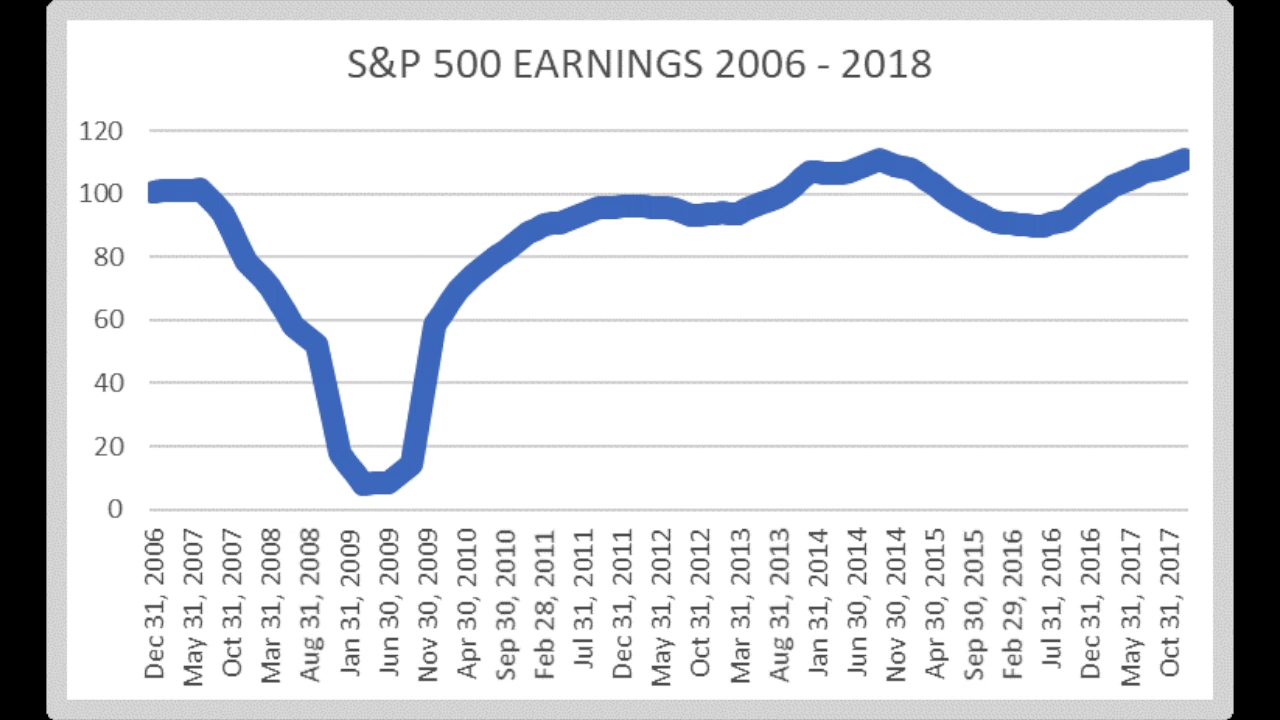 S&P 500 EARNINGS 2006 - 2018
120
100
80
60
40
20
0
Dec 31, 2006
May 31, 2007
Oct 31, 2007
Mar 31, 2008
Aug 31, 2008
Jan 31, 2009
Jun 30, 2009
Nov 30, 2009
Apr 30, 2010
Sep 30, 2010
Feb 28, 2011
Jul 31, 2011
Dec 31, 2011
May 31, 2012
Oct 31, 2012
Mar 31, 2013
Aug 31, 2013
Jan 31, 2014
Jun 30, 2014
Nov 30, 2014
Apr 30, 2015
Sep 30, 2015
Feb 29, 2016
Jul 31, 2016
Dec 31, 2016
May 31, 2017
Oct 31, 2017